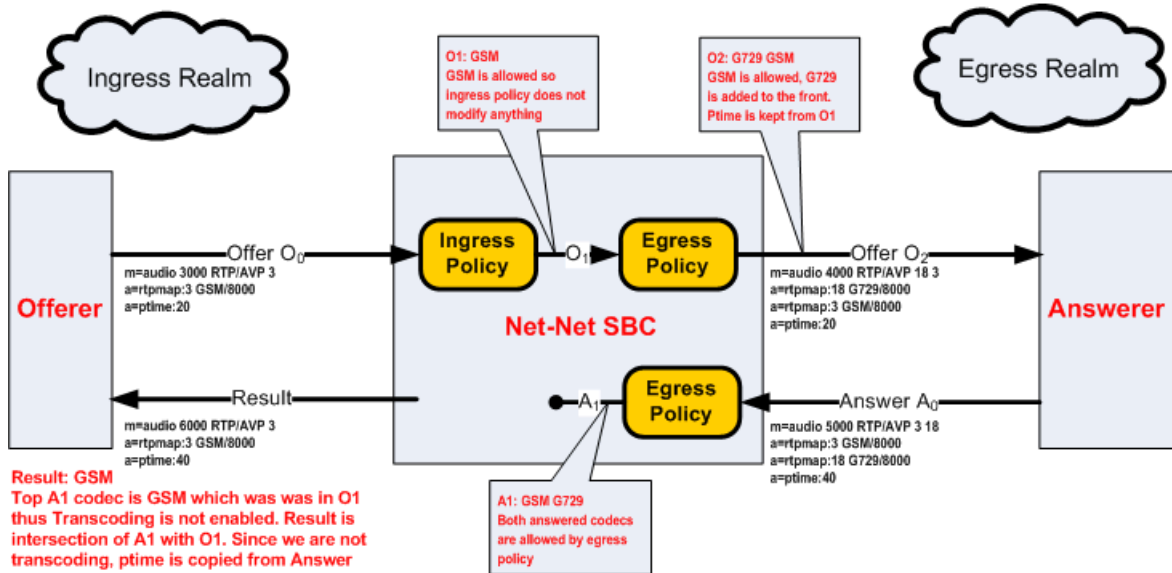 Ingress Realm
Egress Realm
O1: GSM
GSM is allowed so
ingress policy does not
modify anything
O2: G729 GSM
GSM is allowed, G729
is added to the front.
Ptime is kept from O1
Offerer
Offer O0
m=audio 3000 RTP/AVP 3
a=rtpmap:3 GSM/8000
a=ptime:20
Ingress
Policy
O1
Egress
Policy
Net-Net SBC
Offer O2
m=audio 4000 RTP/AVP 18 3
a=rtpmap:18 G729/8000
a=rtpmap:3 GSM/8000
a=ptime:20
Answerer
Result
m=audio 6000 RTP/AVP 3
a=rtpmap:3 GSM/8000
a=ptime:40
A1
Egress
Policy
Answer A0
m=audio 5000 RTP/AVP 3 18
a=rtpmap:3 GSM/8000
a=rtpmap:18 G729/8000
a=ptime:40
Result: GSM
Top A1 codec is GSM which was was in O1
thus Transcoding is not enabled. Result is
intersection of A1 with O1. Since we are not
transcoding, ptime is copied from Answer
A1: GSM G729
Both answered codecs
are allowed by egress
policy